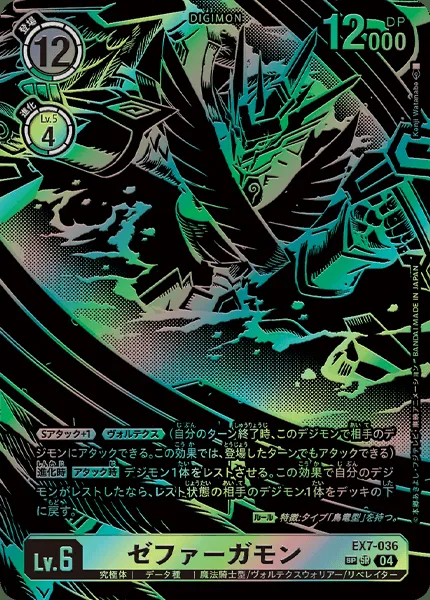 DIGIMON
登場
12
DP
12000
進化
Lv.5
4
Kenji Watanabe
BANDAI MADE IN JAPAN
≪Sアタック+1≫ ≪ヴォルテクス≫ (自分のターン終了時、このデジモンで相手のデ
ジモンにアタックできる。この効果では、登場したターンでもアタックできる)
進化時 アタック時 デジモン1体をレストさせる。この効果で自分のデジ
モンがレストしたなら、レスト状態の相手のデジモン1体をデッキの下
に戻す。
ルール 特徴:タイプ「鳥竜型」を持つ。
Lv.6
ゼファーガモン
EX7-036
SR 04
究極体 | データ種 | 魔法騎士型/ヴォルテクスウォリアー/リベレイター